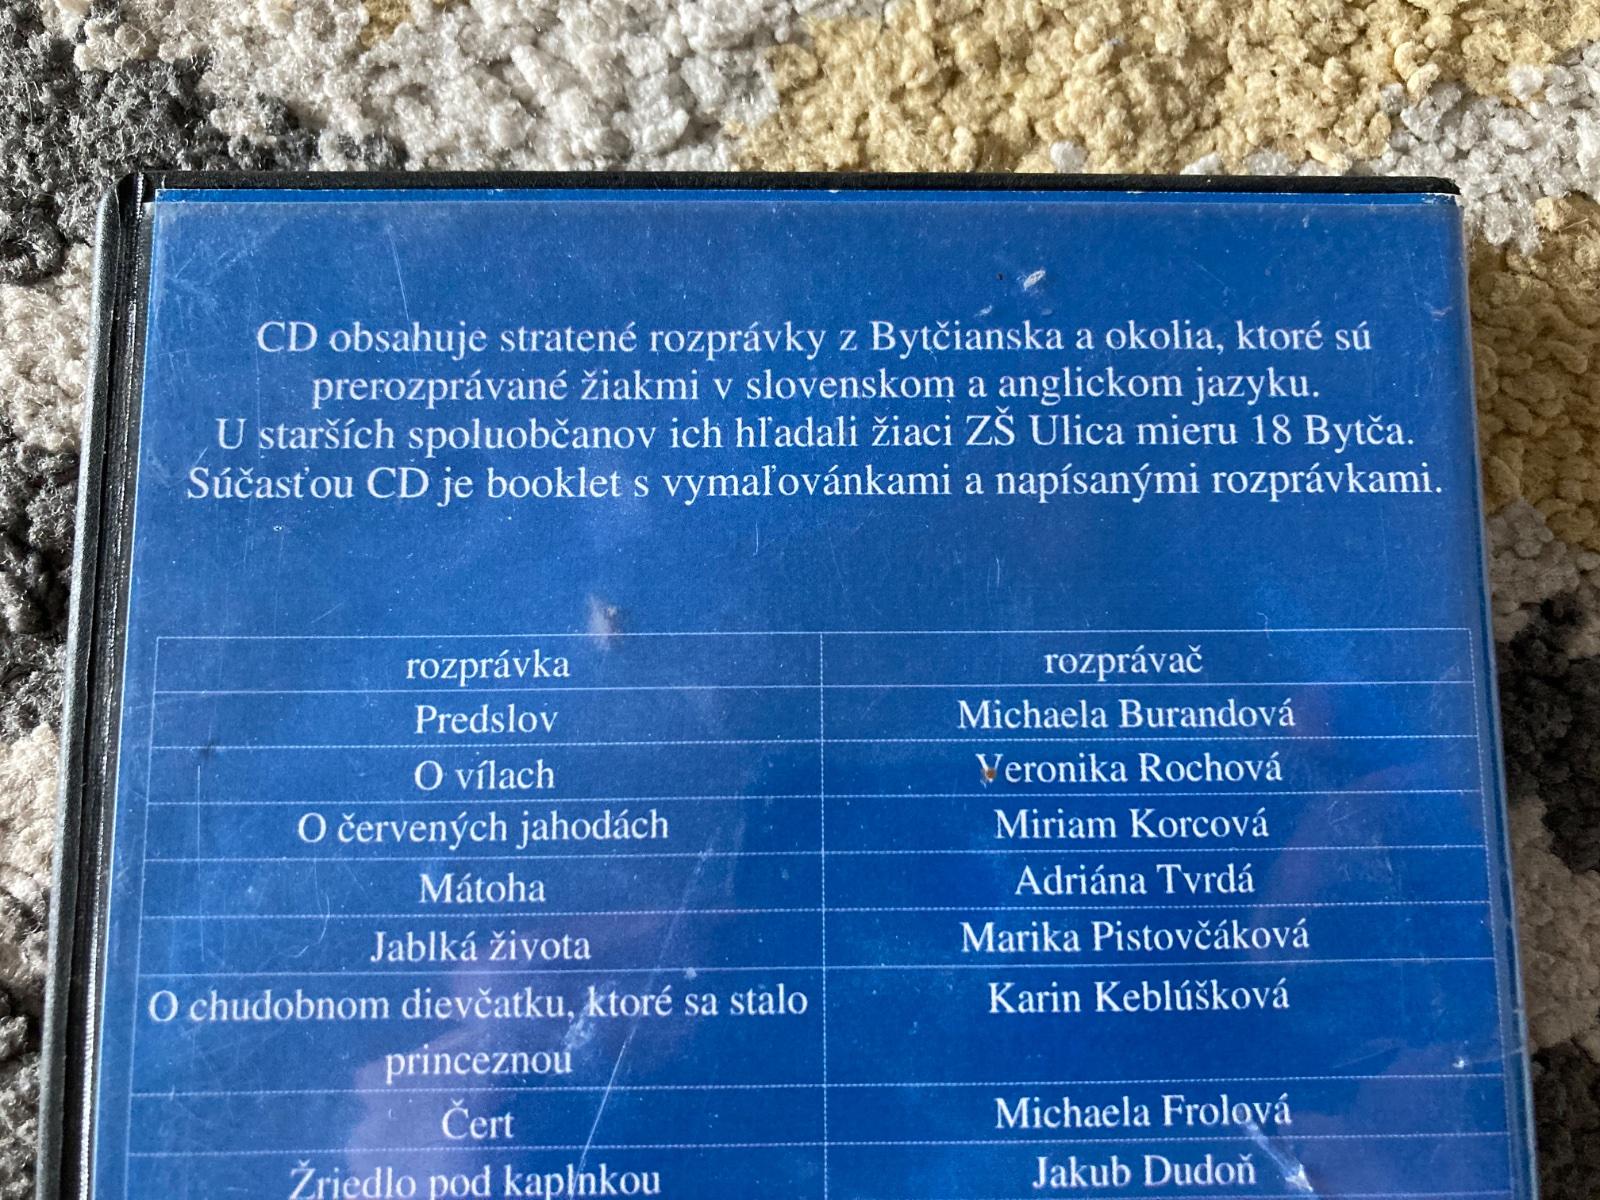 CD obsahuje stratené rozprávky z Bytčianska a okolia, ktoré sú
prerozprávané žiakmi v slovenskom a anglickom jazyku.
U starších spoluobčanov ich hľadali žiaci ZŠ Ulica mieru 18 Bytča.
Súčasťou CD je booklet s vymaľovánkami a napísanými rozprávkami.
rozprávka rozprávač
Predslov Michaela Burandová
O vílach Veronika Rochová
O červených jahodách Miriam Korcová
Mátoha Adriána Tvrdá
Jablká života Marika Pistovčáková
O chudobnom dievčatku, ktoré sa stalo Karin Keblúšková
princeznou
Čert Michaela Frolová
Žriedlo pod kaplnkou Jakub Dudoň